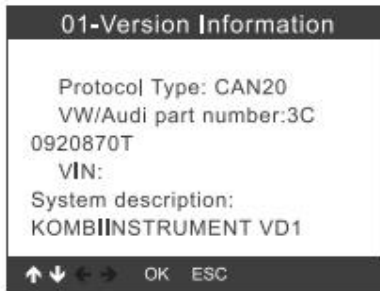 01-Version Information
Protocol Type: CAN20
VW/Audi part number:3C
0920870T
VIN:
System description:
KOMBIINSTRUMENT VD1
OK ESC